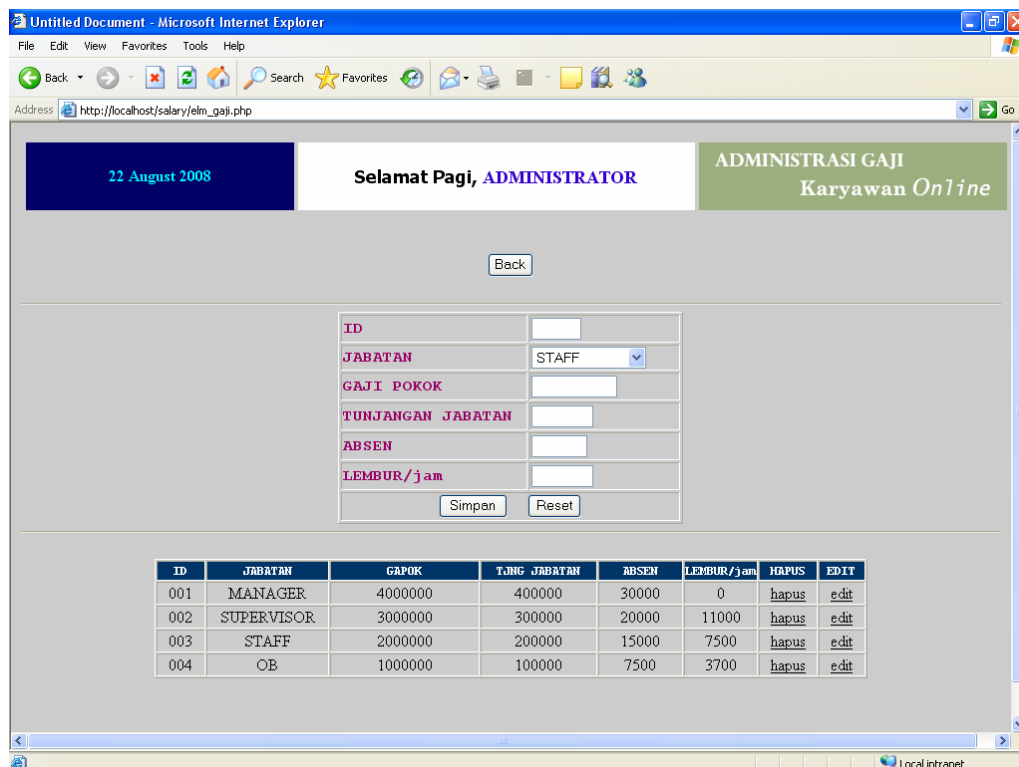 Untitled Document - Microsoft Internet Explorer
File Edit View Favorites Tools Help
Back Search Favorites
Address http://localhost/salary/elm_gaji.php Go
22 August 2008
Selamat Pagi, ADMINISTRATOR
ADMINISTRASI GAJI
Karyawan Online
Back
ID
JABATAN STAFF
GAJI POKOK
TUNJANGAN JABATAN
ABSEN
LEMBUR/jam
Simpan Reset
ID JABATAN GAPOK TJNG JABATAN ABSEN LEMBUR/jam HAPUS EDIT
001 MANAGER 4000000 400000 30000 0 hapus edit
002 SUPERVISOR 3000000 300000 20000 11000 hapus edit
003 STAFF 2000000 200000 15000 7500 hapus edit
004 OB 1000000 100000 7500 3700 hapus edit
Local intranet